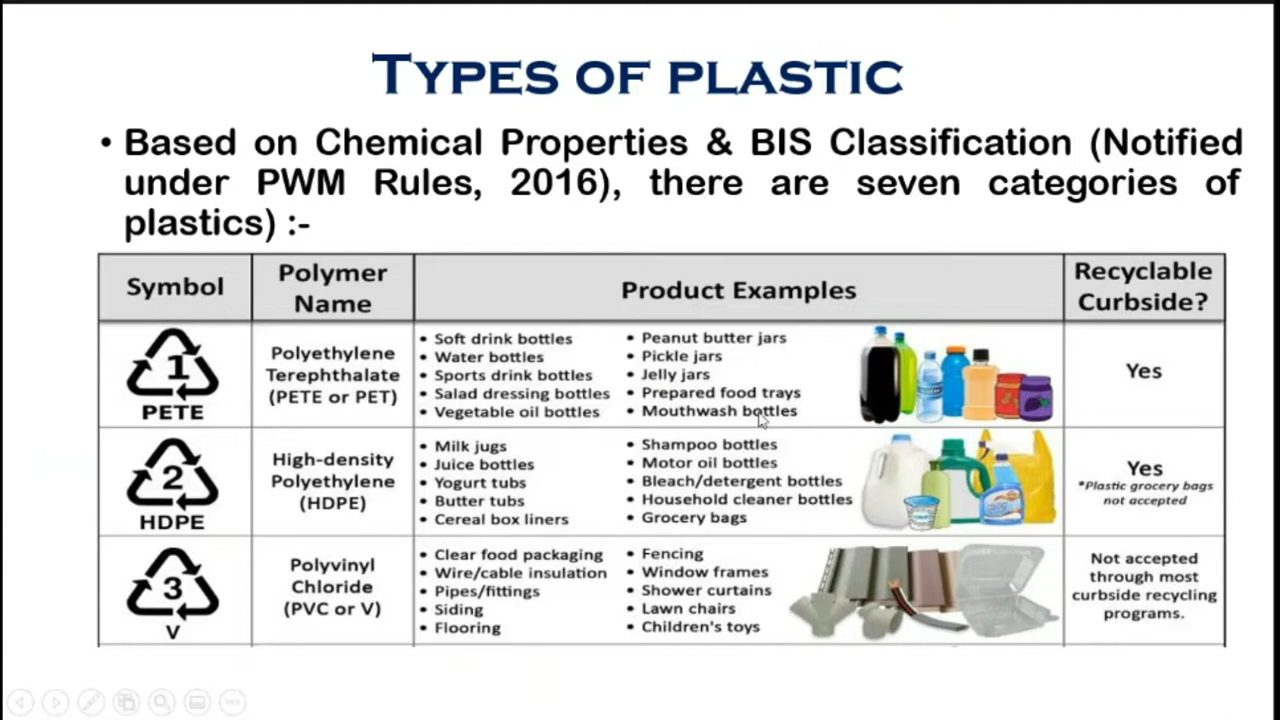 TYPES OF PLASTIC
• Based on Chemical Properties & BIS Classification (Notified
under PWM Rules, 2016), there are seven categories of
plastics) :-
Symbol
Polymer
Name
Product Examples
Recyclable
Curbside?
1
PETE
Polyethylene
Terephthalate
(PETE or PET)
• Soft drink bottles
• Water bottles
• Sports drink bottles
• Salad dressing bottles
• Vegetable oil bottles
• Peanut butter jars
• Pickle jars
• Jelly jars
• Prepared food trays
• Mouthwash bottles
Yes
2
HDPE
High-density
Polyethylene
(HDPE)
• Milk jugs
• Juice bottles
• Yogurt tubs
• Butter tubs
• Cereal box liners
• Shampoo bottles
• Motor oil bottles
• Bleach/detergent bottles
• Household cleaner bottles
• Grocery bags
Yes
*Plastic grocery bags
not accepted
3
V
Polyvinyl
Chloride
(PVC or V)
• Clear food packaging
• Wire/cable insulation
• Pipes/fittings
• Siding
• Flooring
• Fencing
• Window frames
• Shower curtains
• Lawn chairs
• Children's toys
Not accepted
through most
curbside recycling
programs.